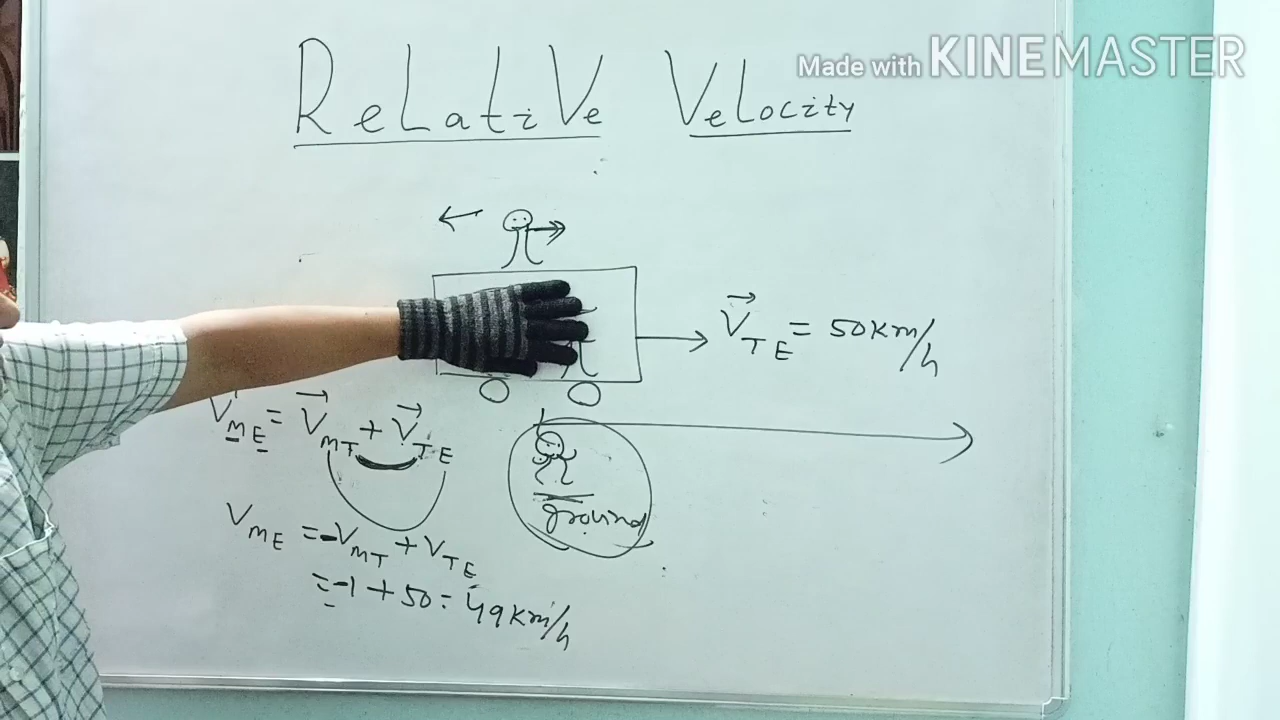 Made with KINEMASTER
ReLatiVe VeLocity
V⃗TE = 50Km/h
V⃗ME = V⃗MT + V⃗TE
ground
VME = -VMT + VTE
= -1 + 50 = 49Km/h